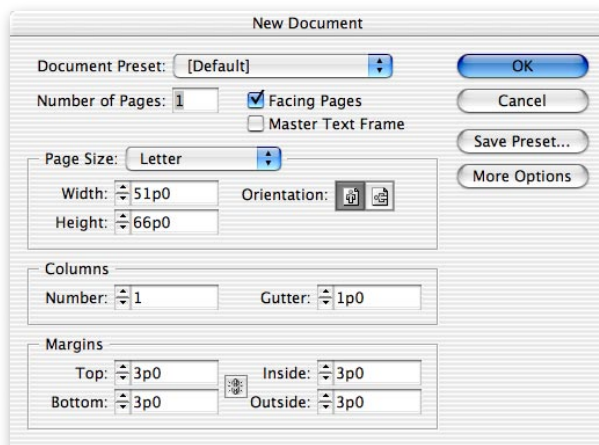 New Document
Document Preset: [Default]
OK
Number of Pages: 1
Facing Pages
Cancel
Master Text Frame
Save Preset...
Page Size: Letter
More Options
Width: 51p0
Orientation:
Height: 66p0
Columns
Number: 1
Gutter: 1p0
Margins
Top: 3p0
Inside: 3p0
Bottom: 3p0
Outside: 3p0